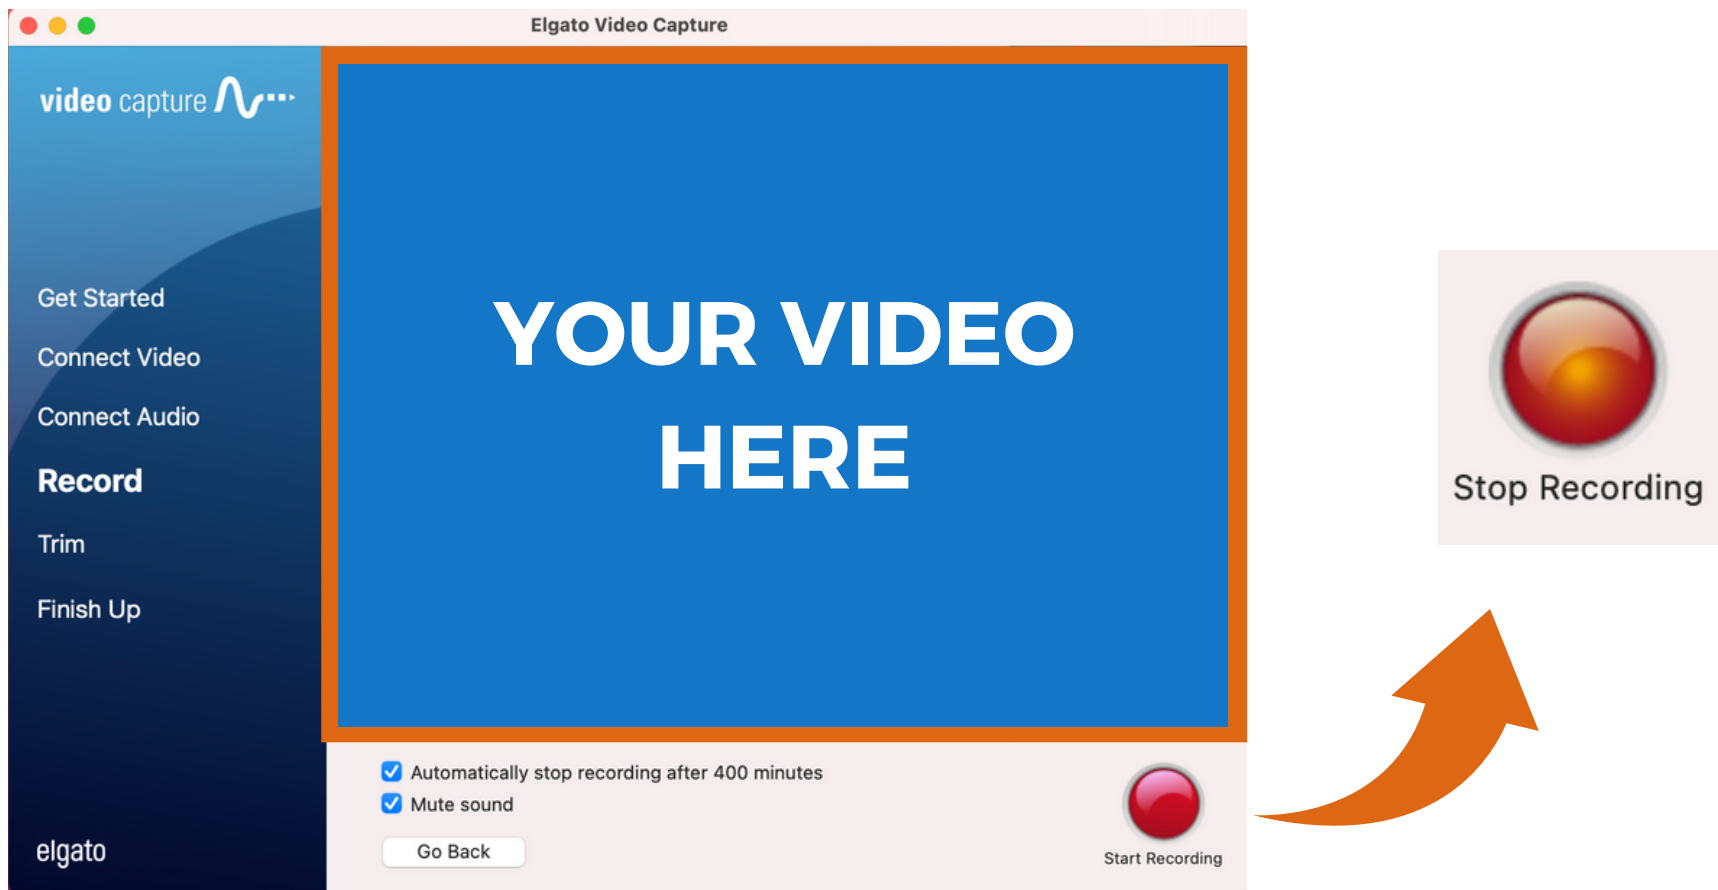 Elgato Video Capture
video capture
Get Started
Connect Video
Connect Audio
Record
Trim
Finish Up
elgato
YOUR VIDEO
HERE
Automatically stop recording after 400 minutes
Mute sound
Go Back
Start Recording
Stop Recording